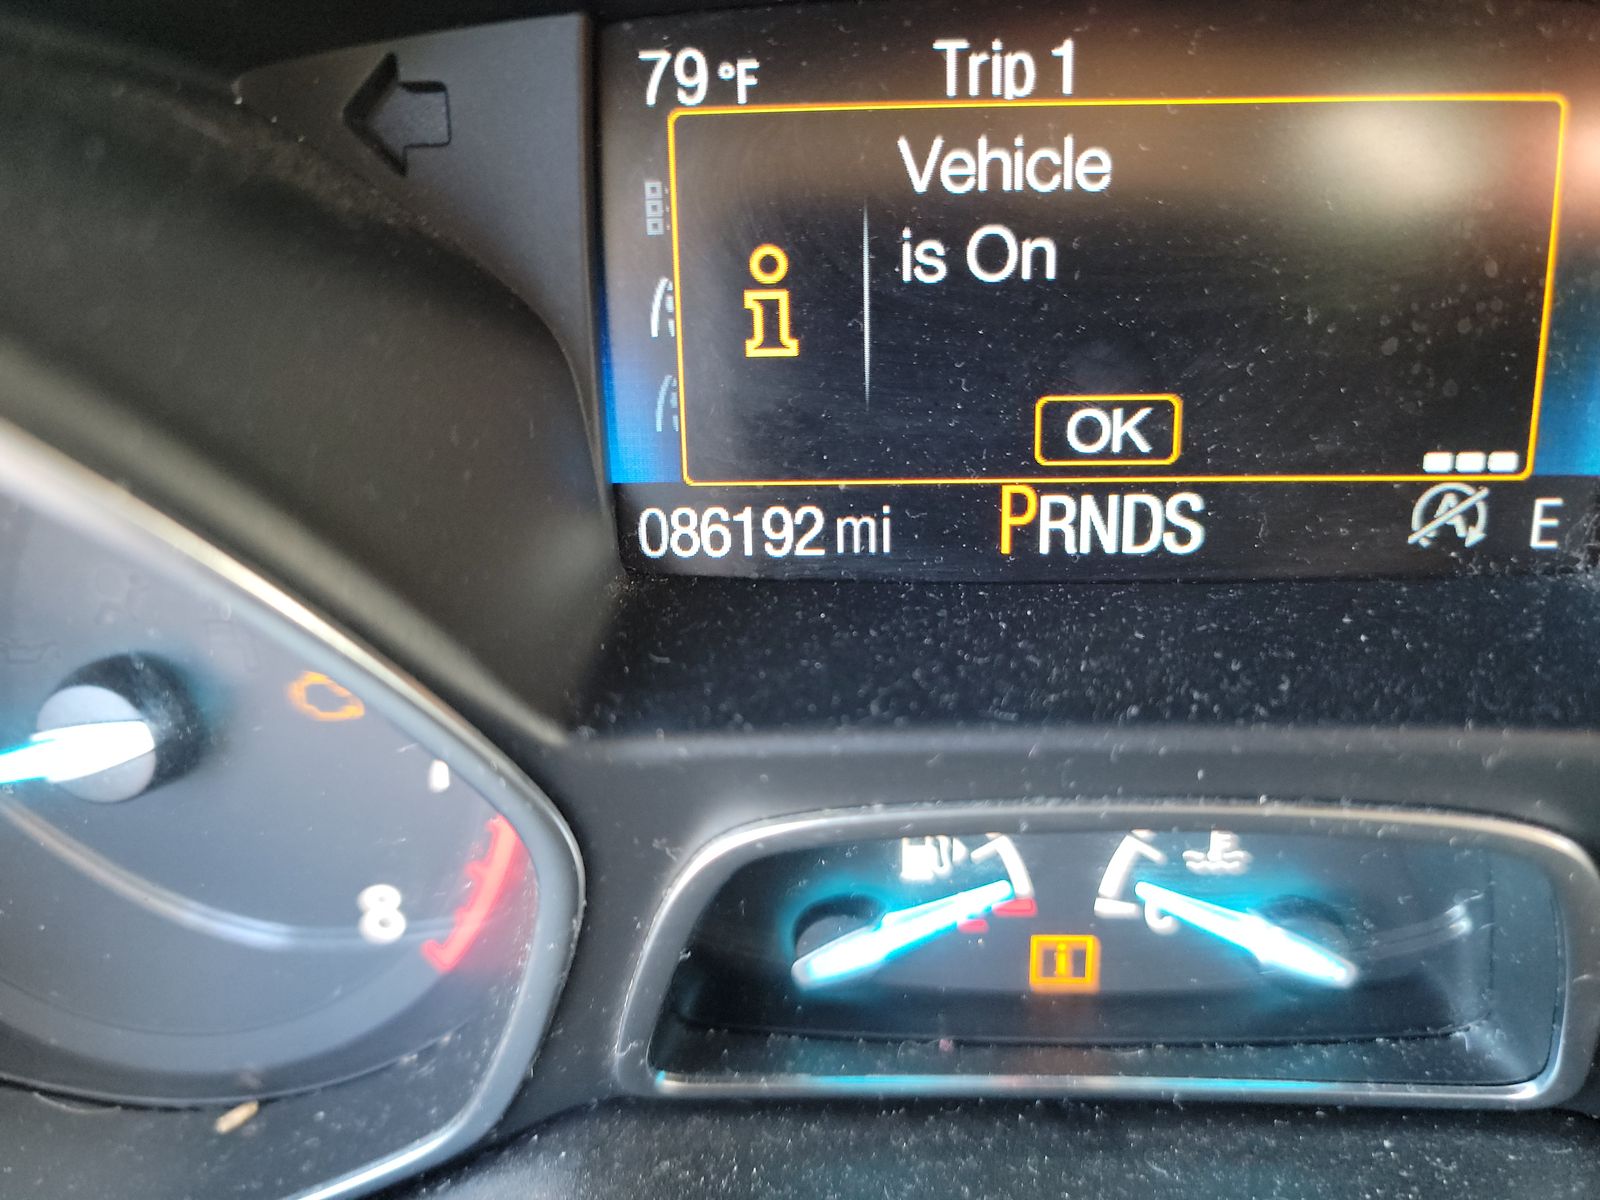 79 °F Trip 1
Vehicle
is On
i
OK
086192 mi PRNDS A E
8
C
i